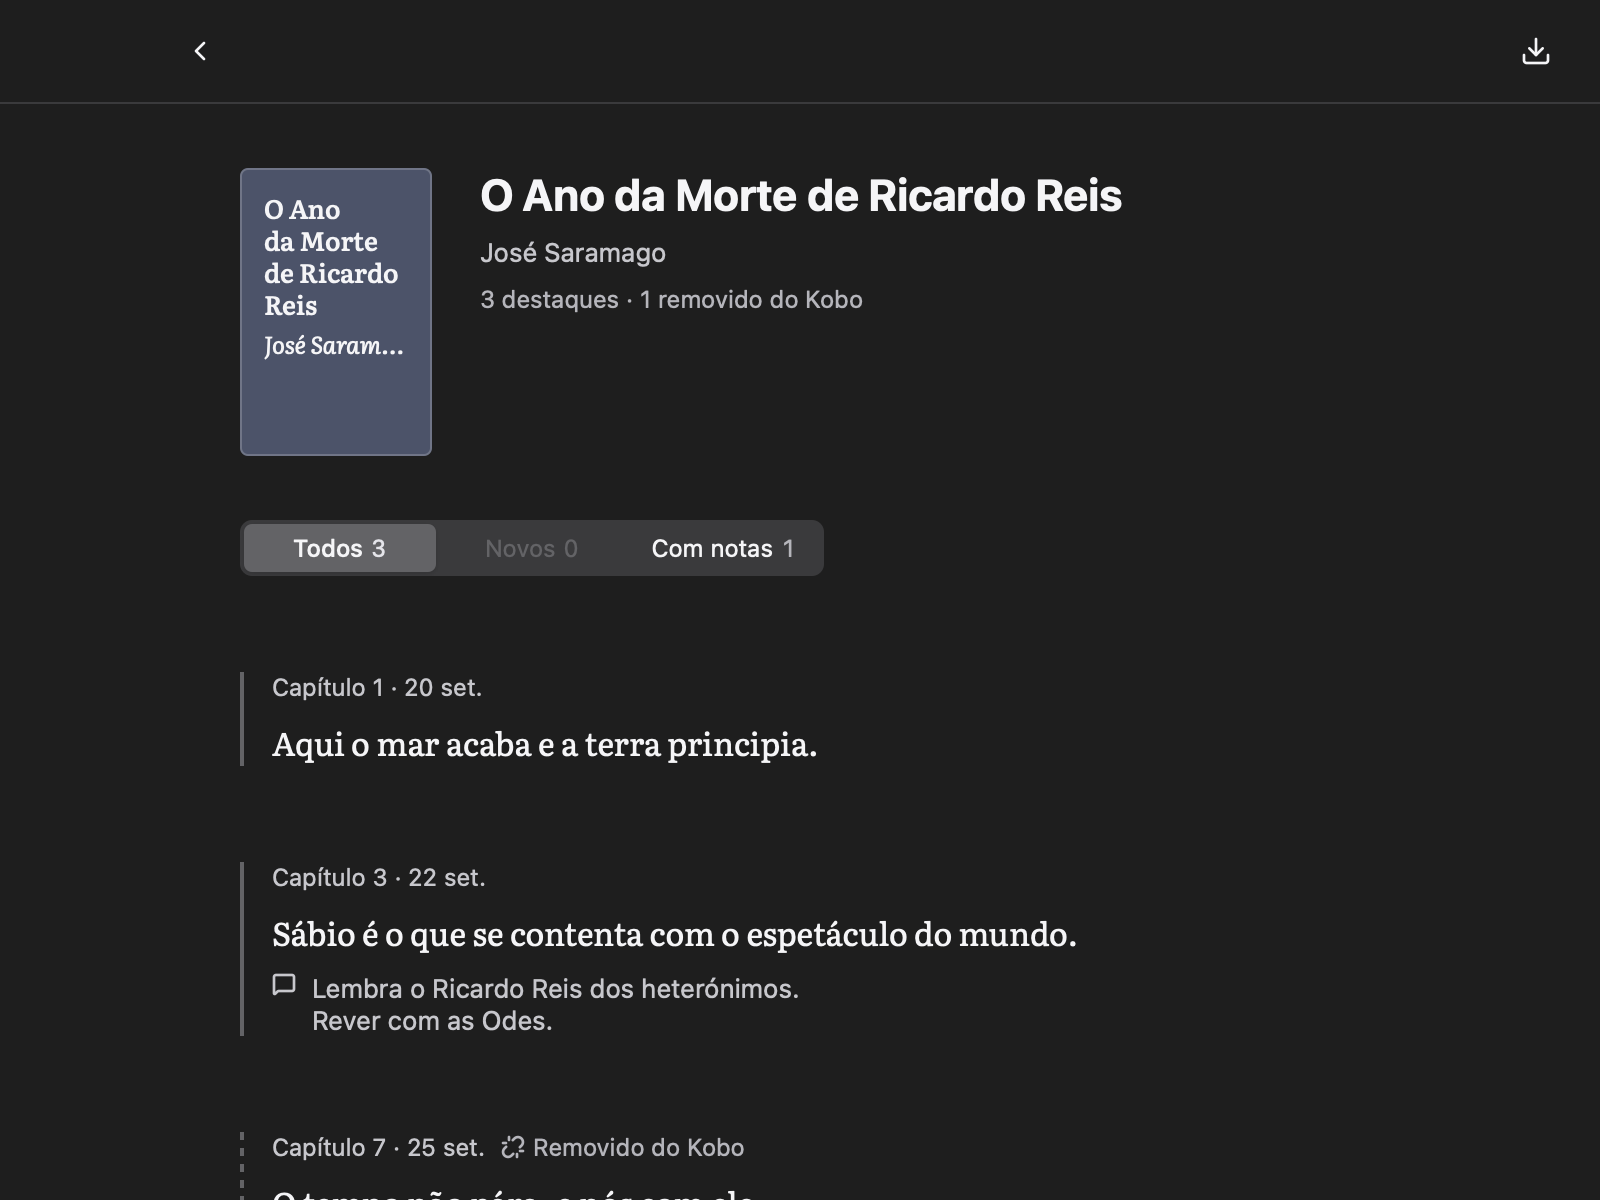 O Ano
da Morte
de Ricardo
Reis
José Saram...
O Ano da Morte de Ricardo Reis
José Saramago
3 destaques · 1 removido do Kobo
Todos 3
Novos 0
Com notas 1
Capítulo 1 · 20 set.
Aqui o mar acaba e a terra principia.
Capítulo 3 · 22 set.
Sábio é o que se contenta com o espetáculo do mundo.
Lembra o Ricardo Reis dos heterónimos.
Rever com as Odes.
Capítulo 7 · 25 set. Removido do Kobo